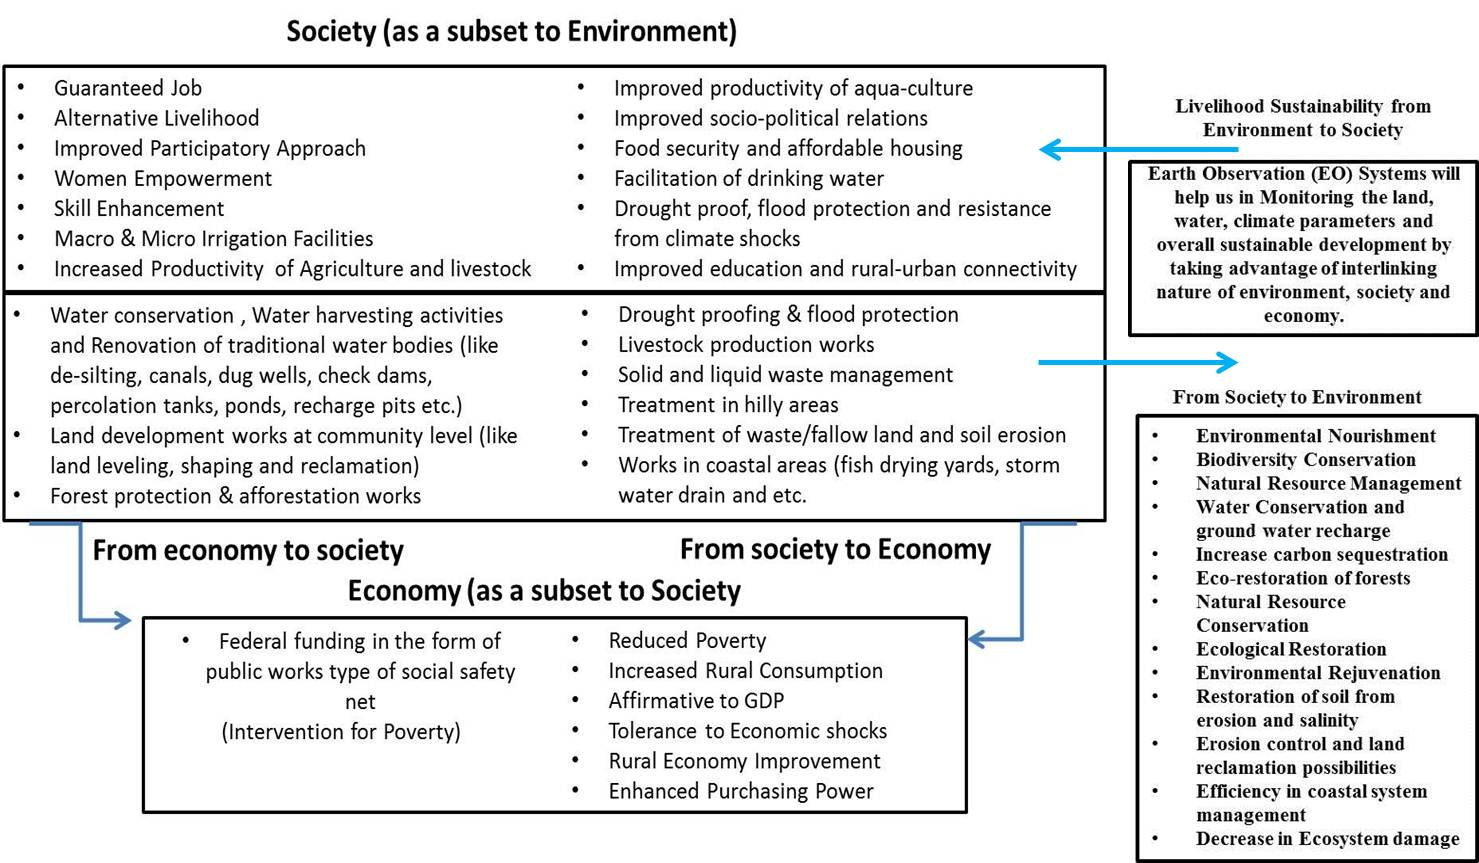 Society (as a subset to Environment)
• Guaranteed Job
• Alternative Livelihood
• Improved Participatory Approach
• Women Empowerment
• Skill Enhancement
• Macro & Micro Irrigation Facilities
• Increased Productivity of Agriculture and livestock
• Improved productivity of aqua-culture
• Improved socio-political relations
• Food security and affordable housing
• Facilitation of drinking water
• Drought proof, flood protection and resistance
from climate shocks
• Improved education and rural-urban connectivity
• Water conservation , Water harvesting activities
and Renovation of traditional water bodies (like
de-silting, canals, dug wells, check dams,
percolation tanks, ponds, recharge pits etc.)
• Land development works at community level (like
land leveling, shaping and reclamation)
• Forest protection & afforestation works
• Drought proofing & flood protection
• Livestock production works
• Solid and liquid waste management
• Treatment in hilly areas
• Treatment of waste/fallow land and soil erosion
• Works in coastal areas (fish drying yards, storm
water drain and etc.
From economy to society
From society to Economy
Economy (as a subset to Society
• Federal funding in the form of
public works type of social safety
net
(Intervention for Poverty)
• Reduced Poverty
• Increased Rural Consumption
• Affirmative to GDP
• Tolerance to Economic shocks
• Rural Economy Improvement
• Enhanced Purchasing Power
Livelihood Sustainability from
Environment to Society
Earth Observation (EO) Systems will
help us in Monitoring the land,
water, climate parameters and
overall sustainable development by
taking advantage of interlinking
nature of environment, society and
economy.
From Society to Environment
• Environmental Nourishment
• Biodiversity Conservation
• Natural Resource Management
• Water Conservation and
ground water recharge
• Increase carbon sequestration
• Eco-restoration of forests
• Natural Resource
Conservation
• Ecological Restoration
• Environmental Rejuvenation
• Restoration of soil from
erosion and salinity
• Erosion control and land
reclamation possibilities
• Efficiency in coastal system
management
• Decrease in Ecosystem damage